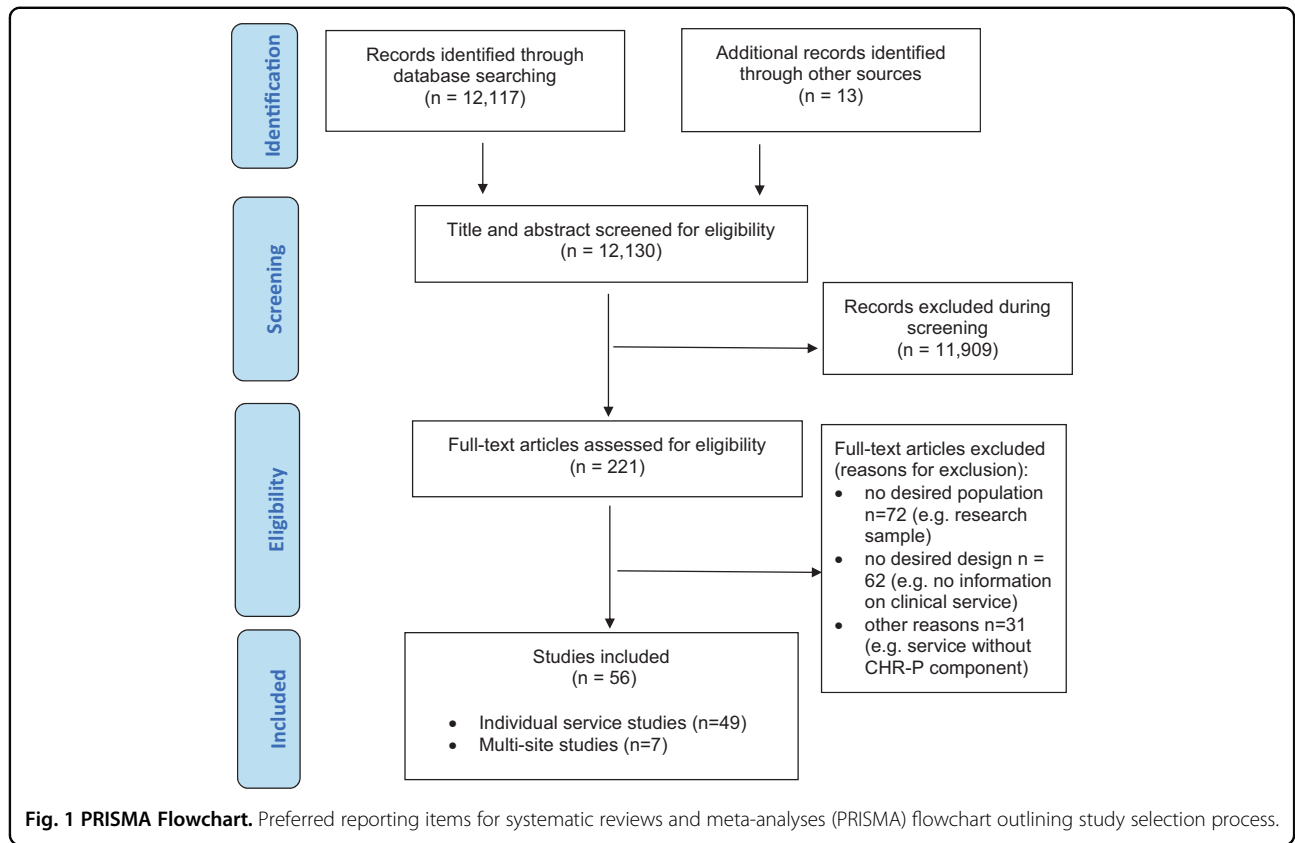 Identification
Records identified through
database searching
(n = 12,117)
Additional records identified
through other sources
(n = 13)
Screening
Title and abstract screened for eligibility
(n = 12,130)
Records excluded during
screening
(n = 11,909)
Eligibility
Full-text articles assessed for eligibility
(n = 221)
Full-text articles excluded
(reasons for exclusion):
• no desired population
n=72 (e.g. research
sample)
• no desired design n =
62 (e.g. no information
on clinical service)
• other reasons n=31
(e.g. service without
CHR-P component)
Included
Studies included
(n = 56)
• Individual service studies (n=49)
• Multi-site studies (n=7)
Fig. 1 PRISMA Flowchart. Preferred reporting items for systematic reviews and meta-analyses (PRISMA) flowchart outlining study selection process.